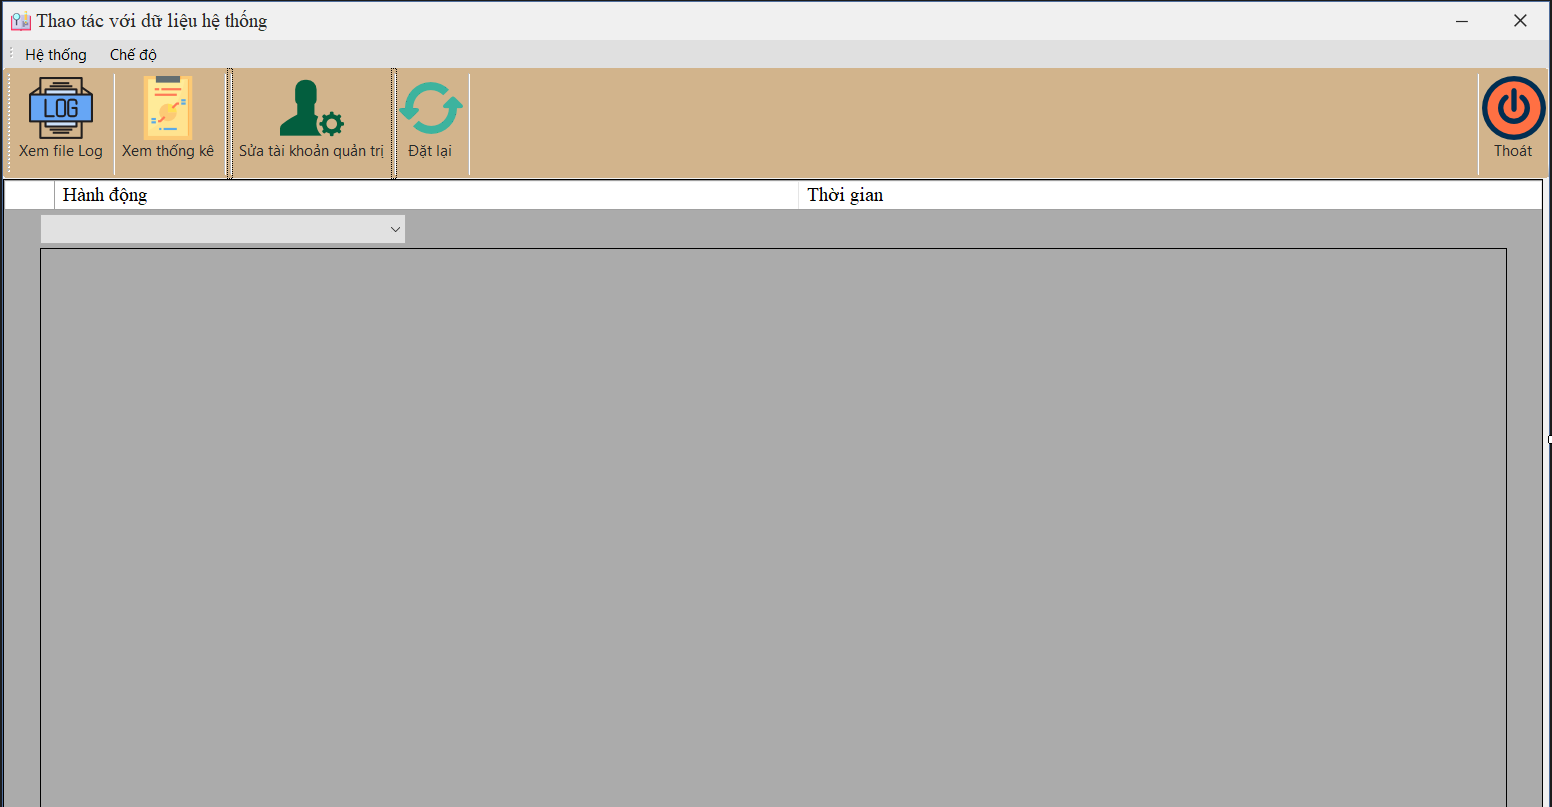 Thao tác với dữ liệu hệ thống
Hệ thống Chế độ
LOG
Xem file Log Xem thống kê Sửa tài khoản quản trị Đặt lại Thoát
Hành động Thời gian